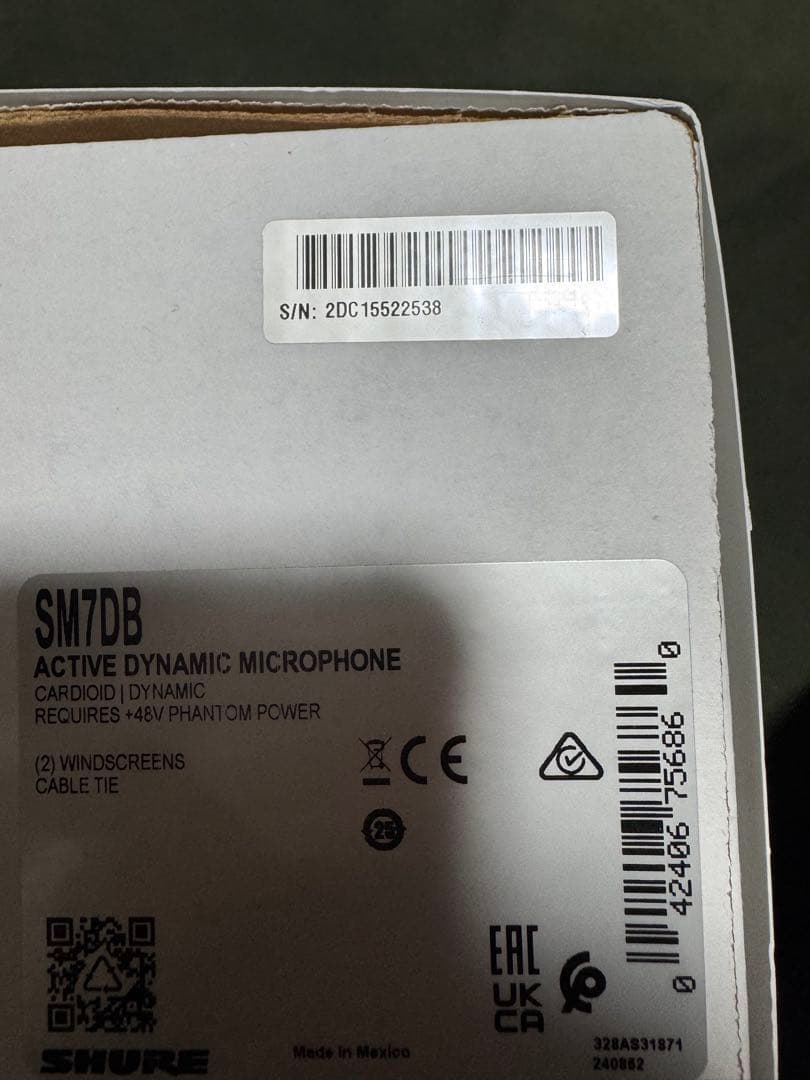 S/N: 2DC15522538
SM7DB
ACTIVE DYNAMIC MICROPHONE
CARDIOID | DYNAMIC
REQUIRES +48V PHANTOM POWER
(2) WINDSCREENS
CABLE TIE
CE
25
0 42406 75686 0
EAC
UK
CA
SHURE
Made in Mexico
328AS31871
240862